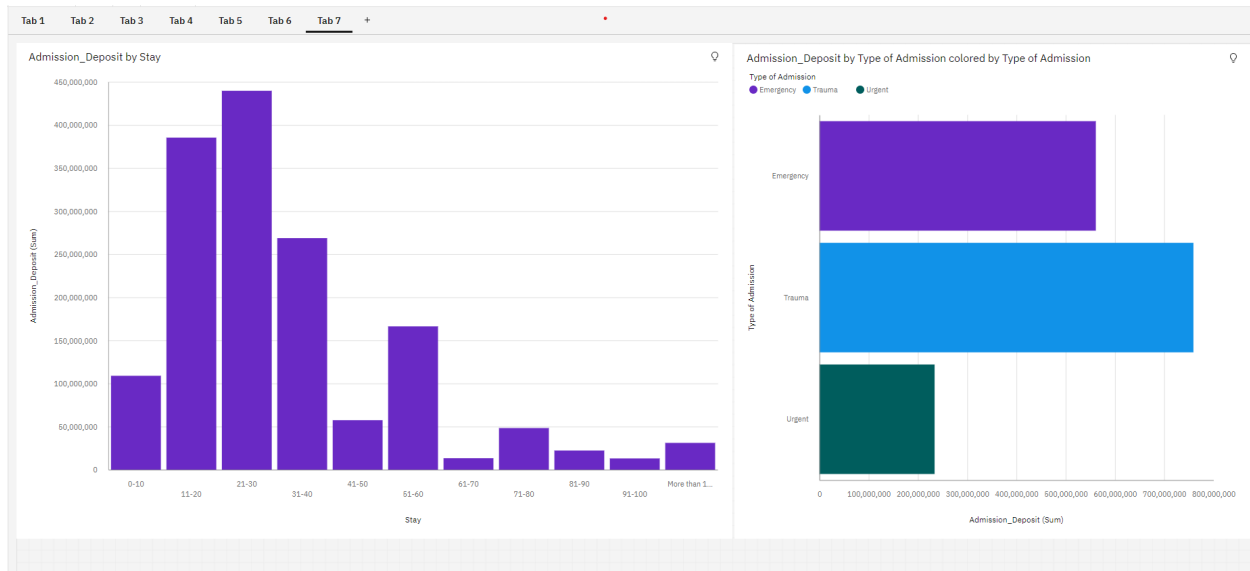 Tab 1 Tab 2 Tab 3 Tab 4 Tab 5 Tab 6 Tab 7 +
Admission_Deposit by Stay
450,000,000
400,000,000
350,000,000
300,000,000
250,000,000
200,000,000
150,000,000
100,000,000
50,000,000
0
Admission_Deposit (Sum)
0-10 11-20 21-30 31-40 41-50 51-60 61-70 71-80 81-90 91-100 More than 1...
Stay
Admission_Deposit by Type of Admission colored by Type of Admission
Type of Admission
Emergency Trauma Urgent
Type of Admission
Emergency
Trauma
Urgent
0 100,000,000 200,000,000 300,000,000 400,000,000 500,000,000 600,000,000 700,000,000 800,000,000
Admission_Deposit (Sum)